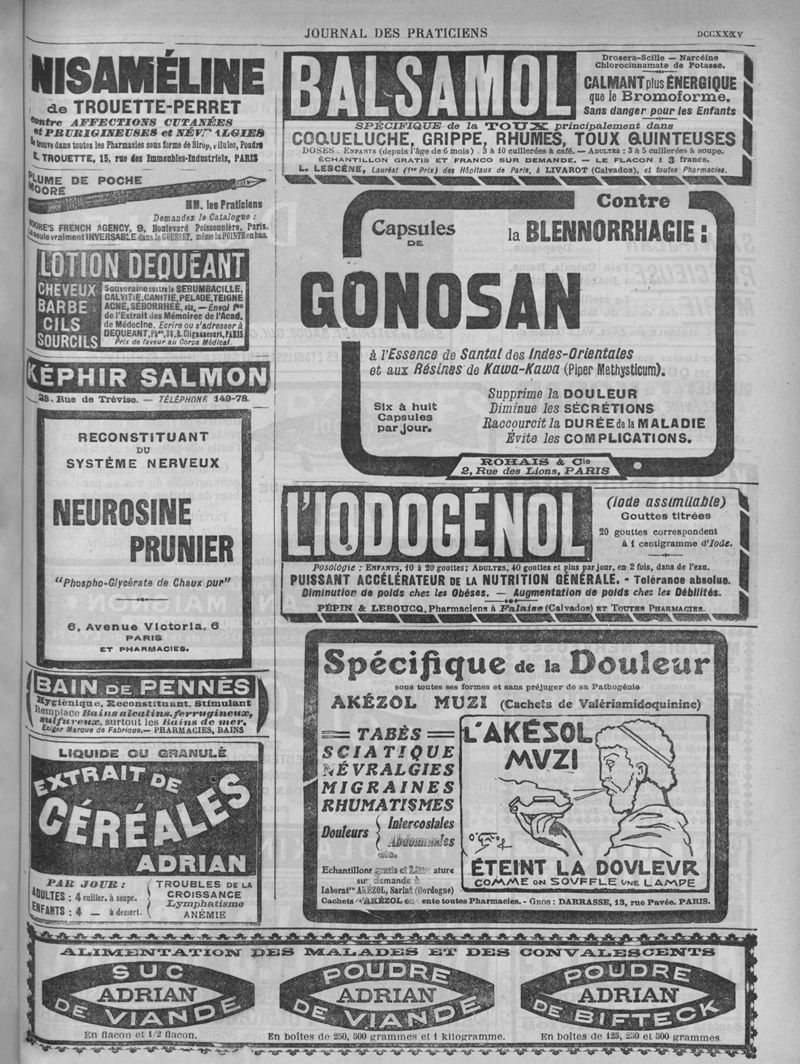 JOURNAL DES PRATICIENS
NISAMÉLINE
de TROUETTE-PERRET
contre AFFECTIONS CUTANÉES
et PRURIGINEUSES et
Se trouve dans toutes les Pharmacies sous forme de Sirop, Pilules, Poudre
E. TROUETTE, 15, rue des Immeubles-Industriels, PARIS
PLUME DE POCHE
MOORE
MM. les Praticiens
Demandez le Catalogue :
MOORE'S FRENCH AGENCY, 9, Boulevard Poissonnière, Paris.
La seule vraiment INVERSABLE dans le GOUSSET, même la POINTE en bas.
LOTION DEQUÉANT
CHEVEUX
BARBE
CILS
SOURCILS
Souveraine contre le SEBUMBACILLE,
CALVITIE, CANITIE, PELADE, TEIGNE
ACNÉ, SÉBORRHÉE, etc. — Envoi fco
de l'Extrait des Mémoires de l'Acad.
de Médecine. Ecrire ou s'adresser à
DEQUÉANT, Phien, 38, R. Clignancourt, PARIS
Prix de faveur au Corps Médical.
KÉPHIR SALMON
28, Rue de Trévise. — TÉLÉPHONE 149-78.
RECONSTITUANT
DU
SYSTÈME NERVEUX
NEUROSINE
PRUNIER
"Phospho-Glycérate de Chaux pur"
6, Avenue Victoria, 6
PARIS
ET PHARMACIES.
BAIN DE PENNÈS
Hygiénique, Reconstituant, Stimulant
Remplace Bains alcalins, ferrugineux,
sulfureux, surtout les Bains de mer.
Exiger Marque de Fabrique. — PHARMACIES, BAINS
LIQUIDE OU GRANULÉ
EXTRAIT DE
CÉRÉALES
ADRIAN
PAR JOUR :
ADULTES : 4 cuiller. à soupe.
ENFANTS : 4 — à dessert.
TROUBLES DE LA
CROISSANCE
Lymphatisme
ANÉMIE
BALSAMOL
Drosera-Scille — Narcéine
Chlorocinnamate de Potasse.
CALMANT plus ÉNERGIQUE
que le Bromoforme.
Sans danger pour les Enfants
SPÉCIFIQUE de la TOUX principalement dans
COQUELUCHE, GRIPPE, RHUMES, TOUX QUINTEUSES
DOSES. ENFANTS (depuis l'âge de 6 mois) : 3 à 10 cuillerées à café. — ADULTES : 3 à 5 cuillerées à soupe.
ÉCHANTILLON GRATIS ET FRANCO SUR DEMANDE. — LE FLACON : 3 francs.
L. LESCÈNE, Lauréat (1er Prix) des Hôpitaux de Paris, à LIVAROT (Calvados), et toutes Pharmacies.
Contre
Capsules
DE
la BLENNORRHAGIE :
GONOSAN
à l'Essence de Santal des Indes-Orientales
et aux Résines de Kawa-Kawa (Piper Methysticum).
Six à huit
Capsules
par jour.
Supprime la DOULEUR
Diminue les SÉCRÉTIONS
Raccourcit la DURÉE de la MALADIE
Évite les COMPLICATIONS.
ROHAIS & Cie
2, Rue des Lions, PARIS
L'IODOGÉNOL
(iode assimilable)
Gouttes titrées
20 gouttes correspondent
à 1 centigramme d'Iode.
Posologie : ENFANTS, 10 à 20 gouttes; ADULTES, 40 gouttes et plus par jour, en 2 fois, dans de l'eau.
PUISSANT ACCÉLÉRATEUR DE LA NUTRITION GÉNÉRALE. - Tolérance absolue.
Diminution de poids chez les Obèses. — Augmentation de poids chez les Débilités.
PÉPIN & LEBOUCQ, Pharmaciens à Falaise (Calvados) ET TOUTES PHARMACIES.
Spécifique de la Douleur
sous toutes ses formes et sans préjuger de sa Pathogénie
AKÉZOL MUZI (Cachets de Valériamidoquinine)
TABÈS
SCIATIQUE
NÉVRALGIES
MIGRAINES
RHUMATISMES
Douleurs { Intercostales
Abdominales
Echantillons gratis et
sur demande à
Laboratre AKÉZOL, Sarlat (Dordogne)
L'AKÉSOL
MVZI
ÉTEINT LA DOVLEVR
COMME ON SOVFFLE VNE LAMPE
Cachets d'AKÉZOL en vente toutes Pharmacies. - GROS : DARRASSE, 13, rue Pavée. PARIS.
ALIMENTATION DES MALADES ET DES CONVALESCENTS
SUC
ADRIAN
DE VIANDE
En flacon et 1/2 flacon.
POUDRE
ADRIAN
DE VIANDE
En boîtes de 250, 500 grammes et 1 kilogramme.
POUDRE
ADRIAN
DE BIFTECK
En boîtes de 125, 250 et 500 grammes